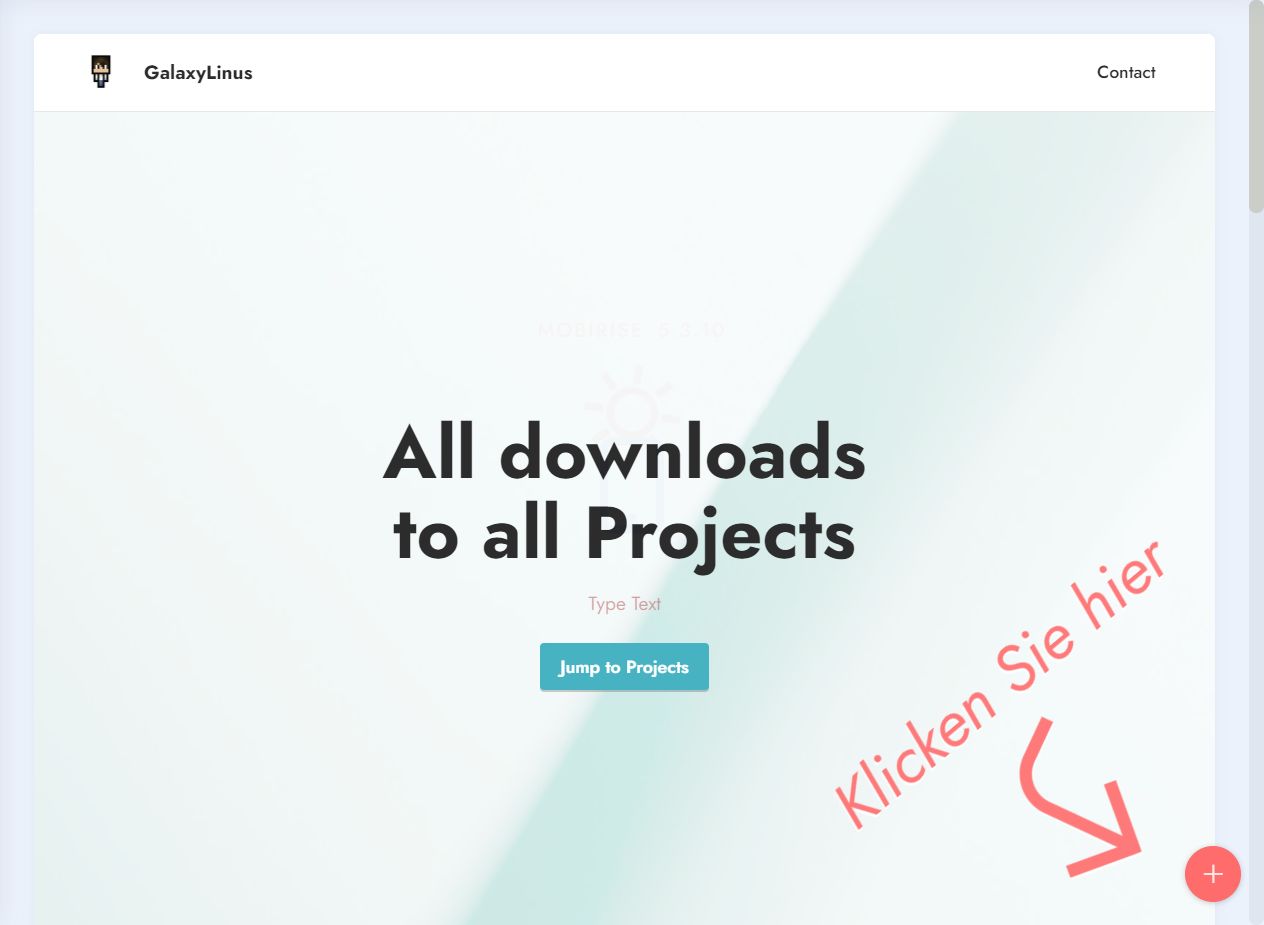 GalaxyLinus
Contact
MOBIRISE 5.3.10
All downloads
to all Projects
Type Text
Jump to Projects
Klicken Sie hier